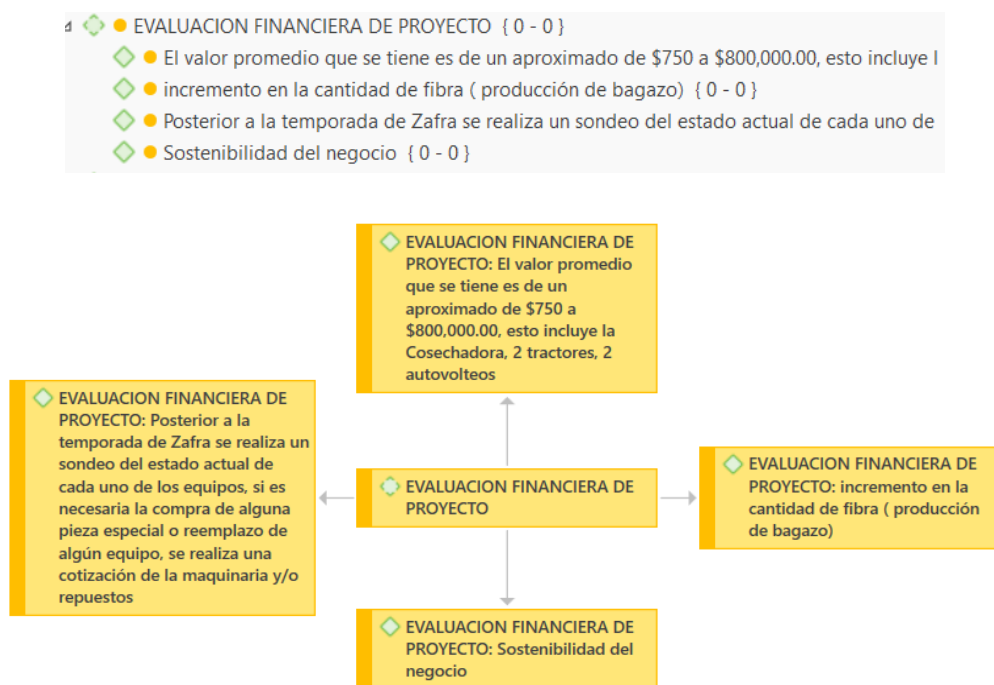 EVALUACION FINANCIERA DE PROYECTO { 0 - 0 }
El valor promedio que se tiene es de un aproximado de $750 a $800,000.00, esto incluye l
incremento en la cantidad de fibra ( producción de bagazo) { 0 - 0 }
Posterior a la temporada de Zafra se realiza un sondeo del estado actual de cada uno de
Sostenibilidad del negocio { 0 - 0 }
EVALUACION FINANCIERA DE
PROYECTO: El valor promedio
que se tiene es de un
aproximado de $750 a
$800,000.00, esto incluye la
Cosechadora, 2 tractores, 2
autovolteos
EVALUACION FINANCIERA DE
PROYECTO: Posterior a la
temporada de Zafra se realiza un
sondeo del estado actual de
cada uno de los equipos, si es
necesaria la compra de alguna
pieza especial o reemplazo de
algún equipo, se realiza una
cotización de la maquinaria y/o
repuestos
EVALUACION FINANCIERA DE
PROYECTO
EVALUACION FINANCIERA DE
PROYECTO: incremento en la
cantidad de fibra ( producción
de bagazo)
EVALUACION FINANCIERA DE
PROYECTO: Sostenibilidad del
negocio